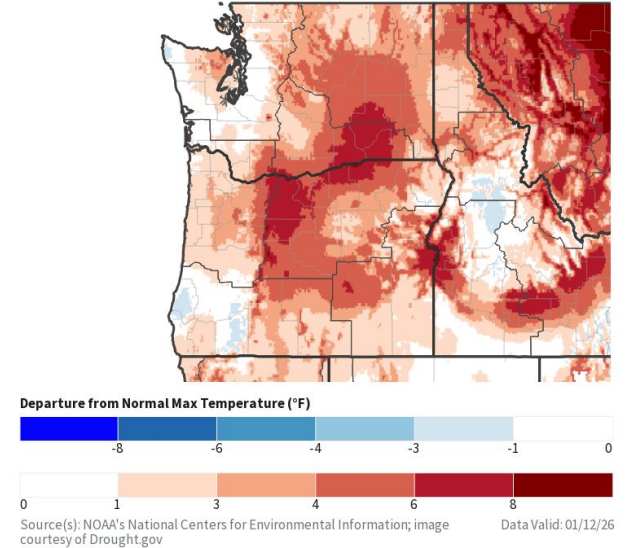 Departure from Normal Max Temperature (°F)
-8 -6 -4 -3 -1 0
0 1 3 4 6 8
Source(s): NOAA's National Centers for Environmental Information; image Data Valid: 01/12/26
courtesy of Drought.gov